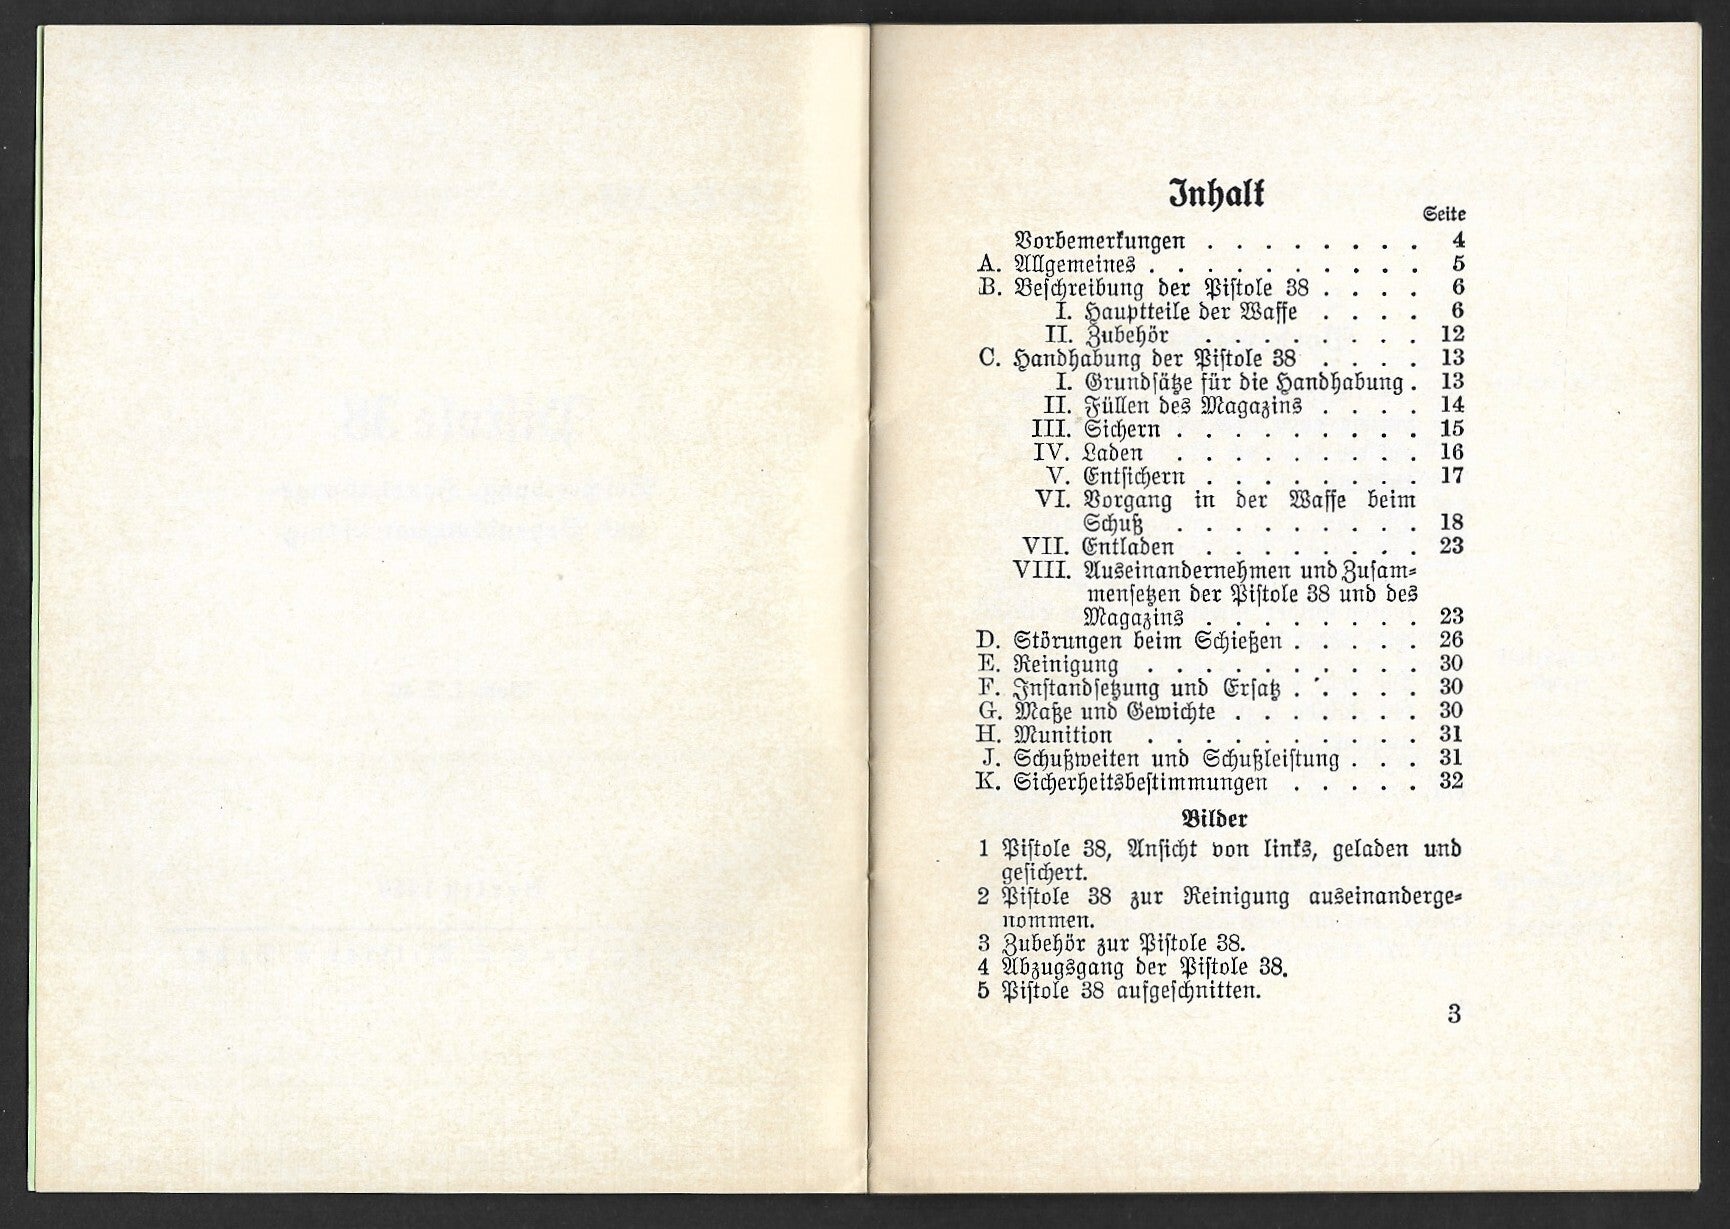 Inhalt
Seite
Vorbemerkungen . . . . . . . . 4
A. Allgemeines . . . . . . . . . . 5
B. Beschreibung der Pistole 38 . . . . 6
I. Hauptteile der Waffe . . . . 6
II. Zubehör . . . . . . . . 12
C. Handhabung der Pistole 38 . . . . 13
I. Grundsätze für die Handhabung . 13
II. Füllen des Magazins . . . . 14
III. Sichern . . . . . . . . . 15
IV. Laden . . . . . . . . . 16
V. Entsichern . . . . . . . . 17
VI. Vorgang in der Waffe beim
Schuß . . . . . . . . . 18
VII. Entladen . . . . . . . . 23
VIII. Auseinandernehmen und Zusam-
mensetzen der Pistole 38 und des
Magazins . . . . . . . . 23
D. Störungen beim Schießen . . . . . 26
E. Reinigung . . . . . . . . . . 30
F. Instandsetzung und Ersatz . . . . . 30
G. Maße und Gewichte . . . . . . . 30
H. Munition . . . . . . . . . . 31
J. Schußweiten und Schußleistung . . . 31
K. Sicherheitsbestimmungen . . . . . 32
Bilder
1 Pistole 38, Ansicht von links, geladen und
gesichert.
2 Pistole 38 zur Reinigung auseinanderge-
nommen.
3 Zubehör zur Pistole 38.
4 Abzugsgang der Pistole 38.
5 Pistole 38 aufgeschnitten.
3